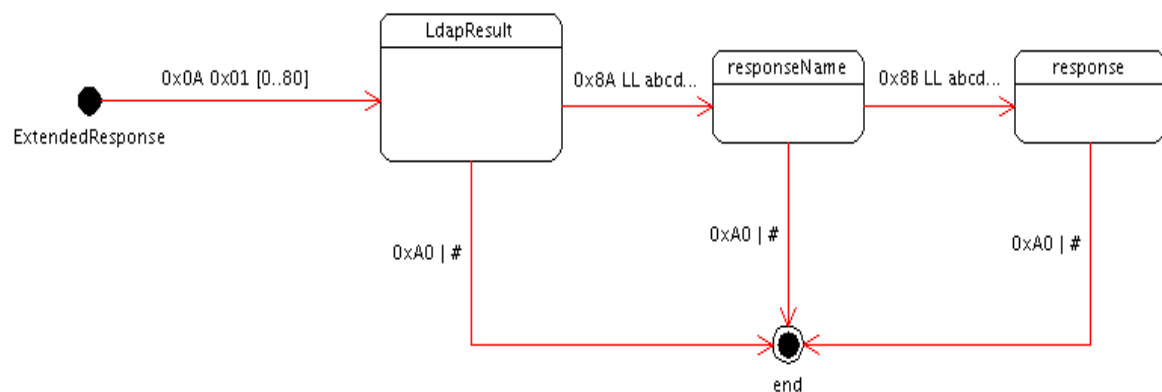 LdapResult
0x0A 0x01 [0..80]
ExtendedResponse
0x8A LL abcd...
responseName
0x8B LL abcd...
response
0xA0 | #
0xA0 | #
0xA0 | #
end